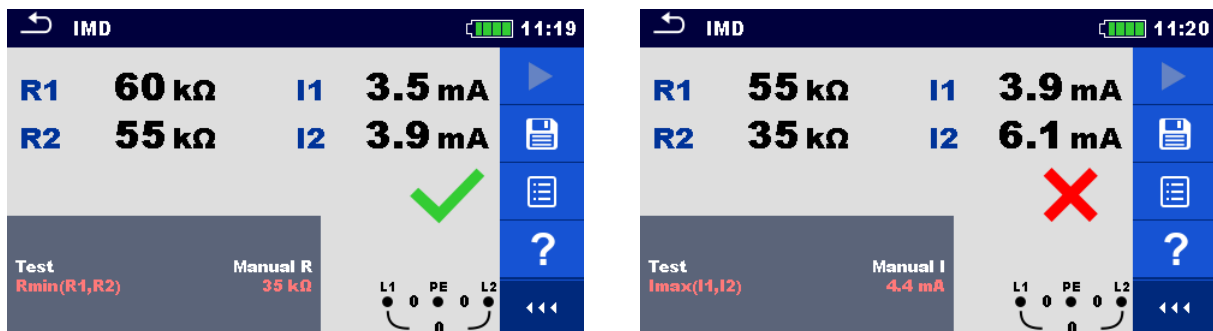 IMD 11:19
R1 60 kΩ I1 3.5 mA
R2 55 kΩ I2 3.9 mA
?
Test Manual R
Rmin(R1,R2) 35 kΩ
L1 PE L2
0 0
0
IMD 11:20
R1 55 kΩ I1 3.9 mA
R2 35 kΩ I2 6.1 mA
?
Test Manual I
Imax(I1,I2) 4.4 mA
L1 PE L2
0 0
0